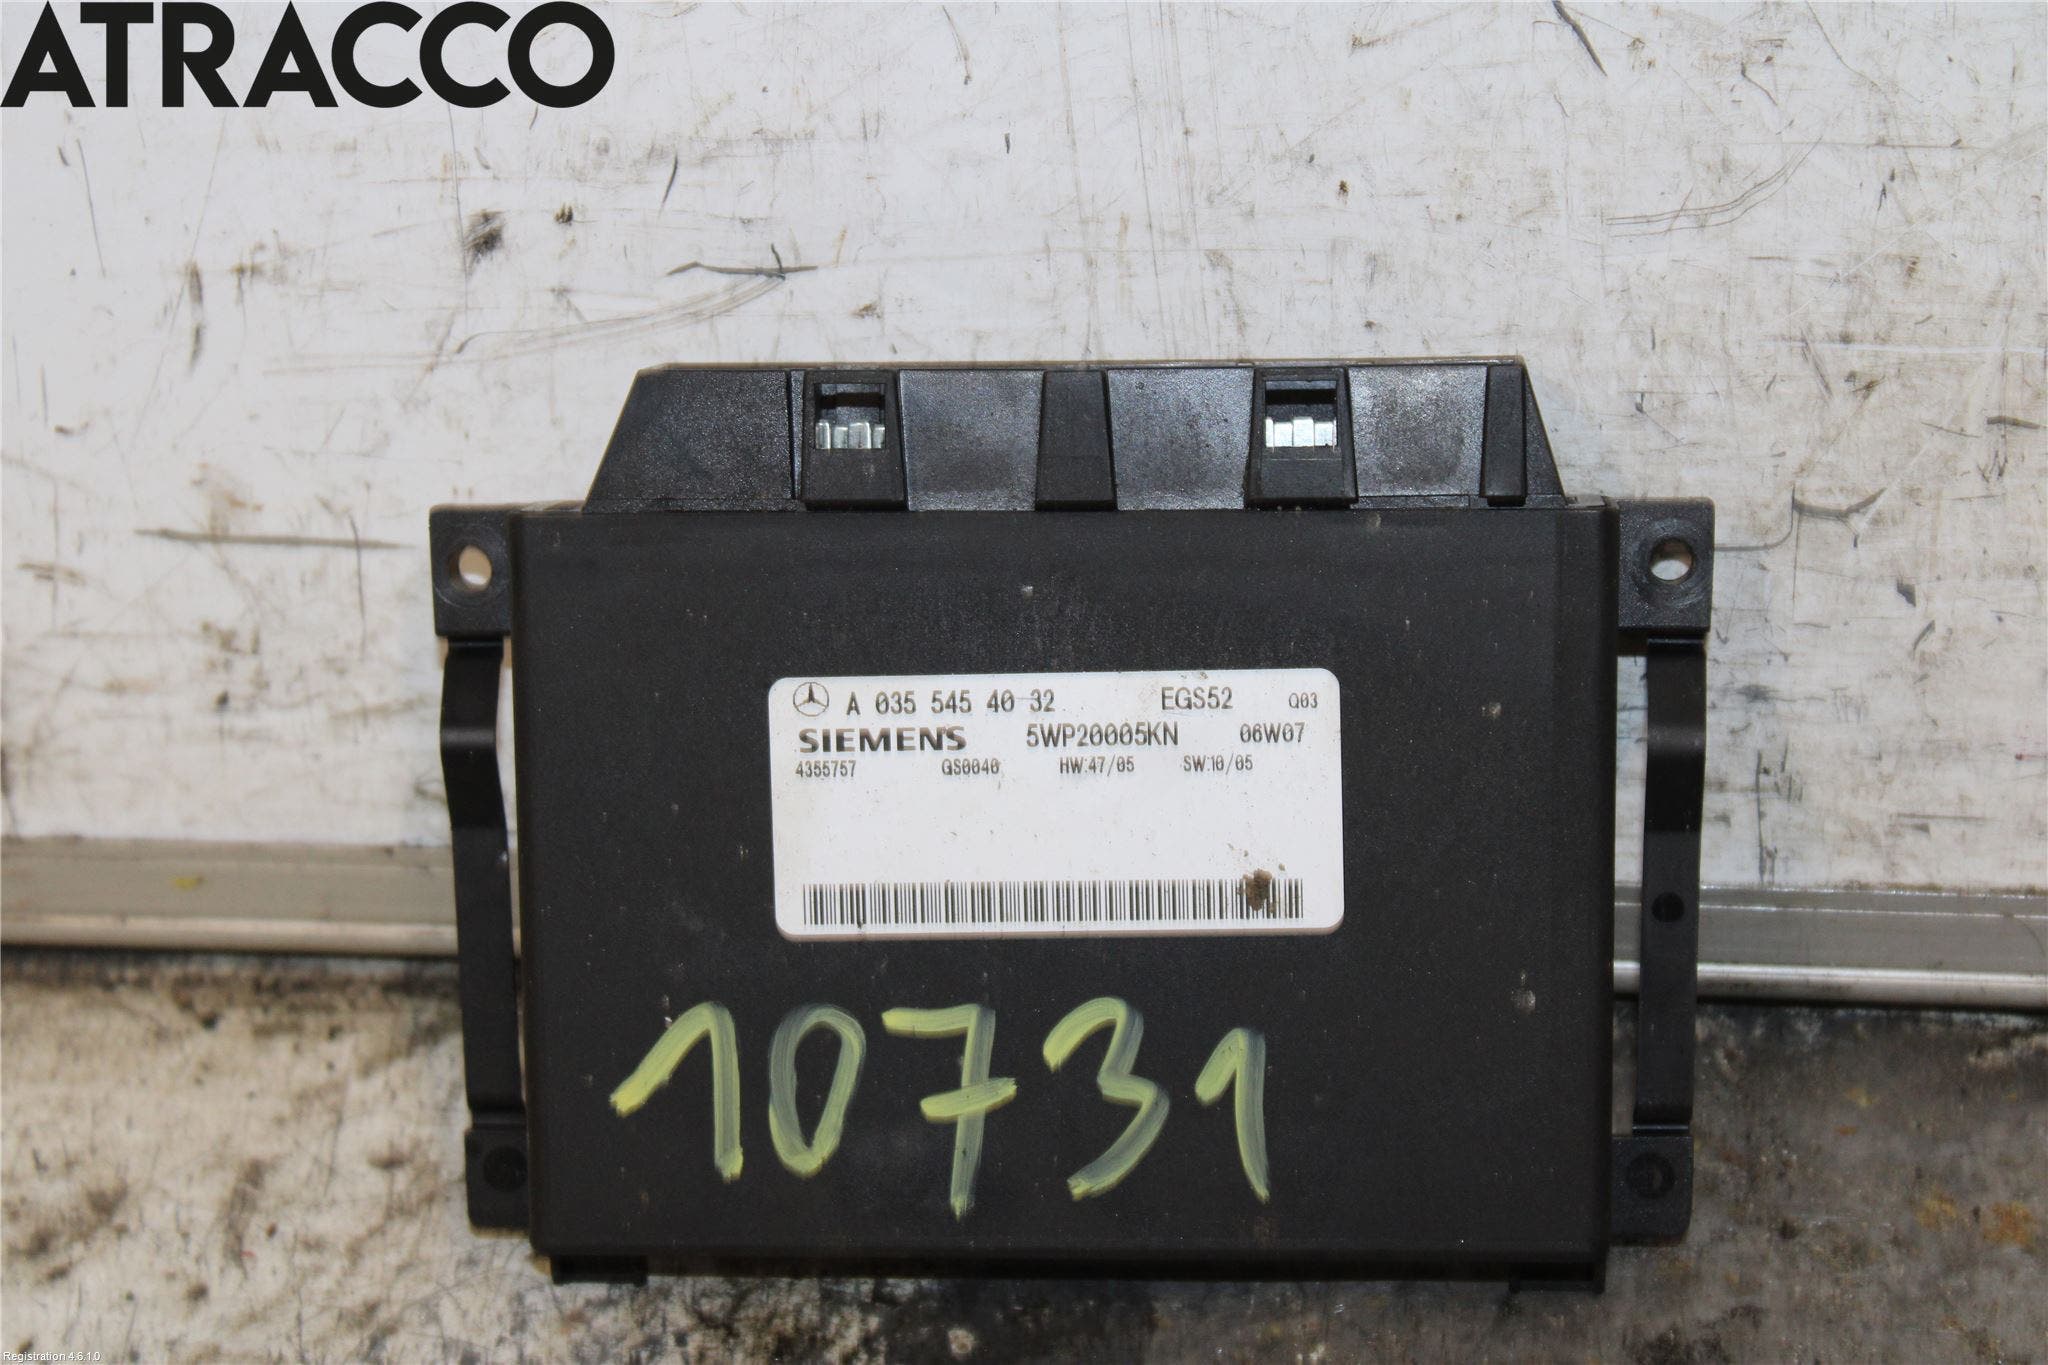 ATRACCO
A 035 545 40 32 EGS52 Q03
SIEMENS 5WP20005KN 06W07
4355757 QS0040 HW:47/05 SW:10/05
10731
Registration 4.6.1.0